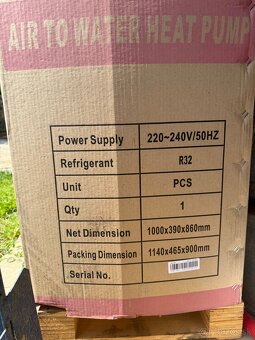 AIR TO WATER HEAT PUMP
Power Supply 220~240V/50HZ
Refrigerant R32
Unit PCS
Qty 1
Net Dimension 1000x390x860mm
Packing Dimension 1140x465x900mm
Serial No.